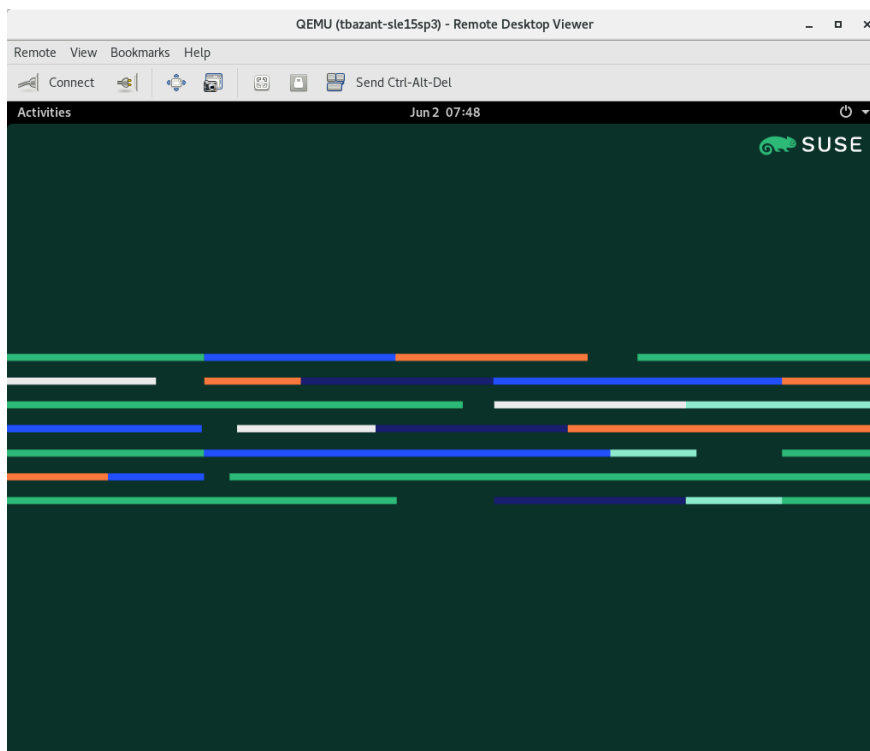 QEMU (tbazant-sle15sp3) - Remote Desktop Viewer
Remote View Bookmarks Help
Connect Send Ctrl-Alt-Del
Activities Jun 2 07:48
SUSE